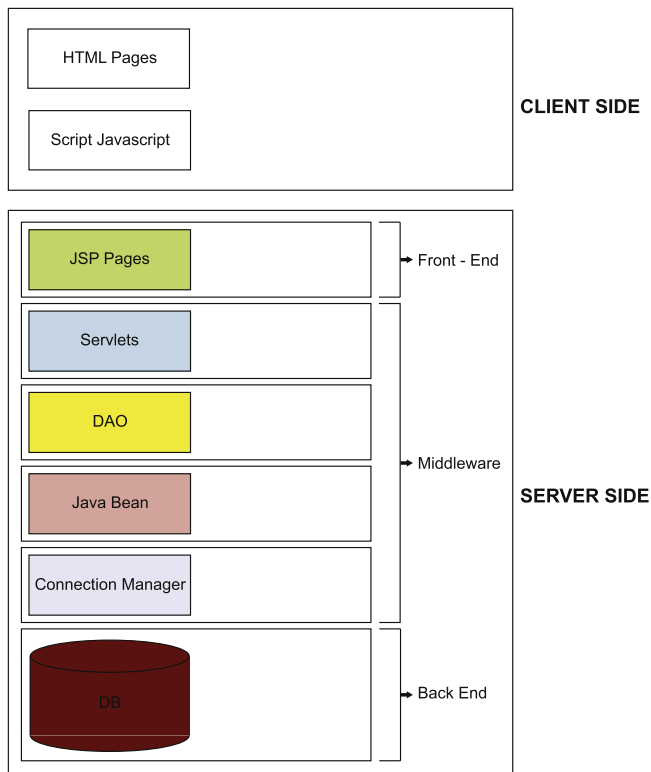 HTML Pages
Script Javascript
CLIENT SIDE
JSP Pages
Front - End
Servlets
DAO
Middleware
Java Bean
SERVER SIDE
Connection Manager
DB
Back End